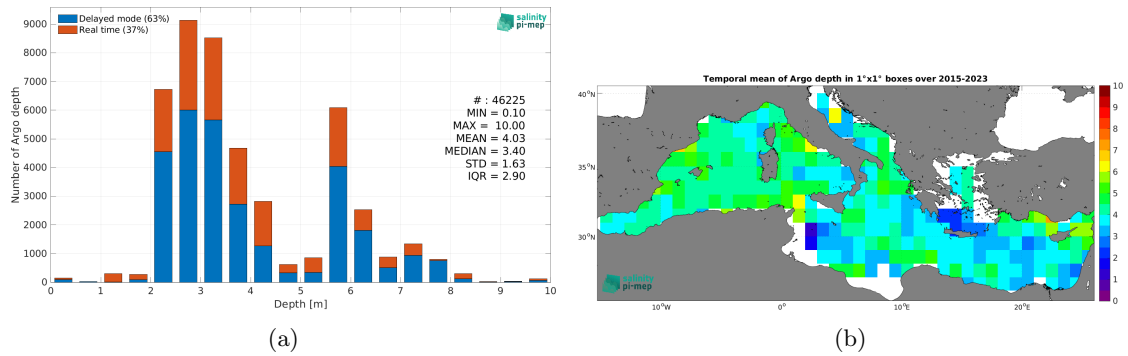 9000
8000
7000
6000
5000
4000
3000
2000
1000
0
Number of Argo depth
Delayed mode (63%)
Real time (37%)
salinity
pi-mep
# : 46225
MIN = 0.10
MAX = 10.00
MEAN = 4.03
MEDIAN = 3.40
STD = 1.63
IQR = 2.90
0 1 2 3 4 5 6 7 8 9 10
Depth [m]
(a)
Temporal mean of Argo depth in 1°x1° boxes over 2015-2023
40°N
35°N
30°N
10°W 0° 10°E 20°E
salinity
pi-mep
10
9
8
7
6
5
4
3
2
1
0
(b)